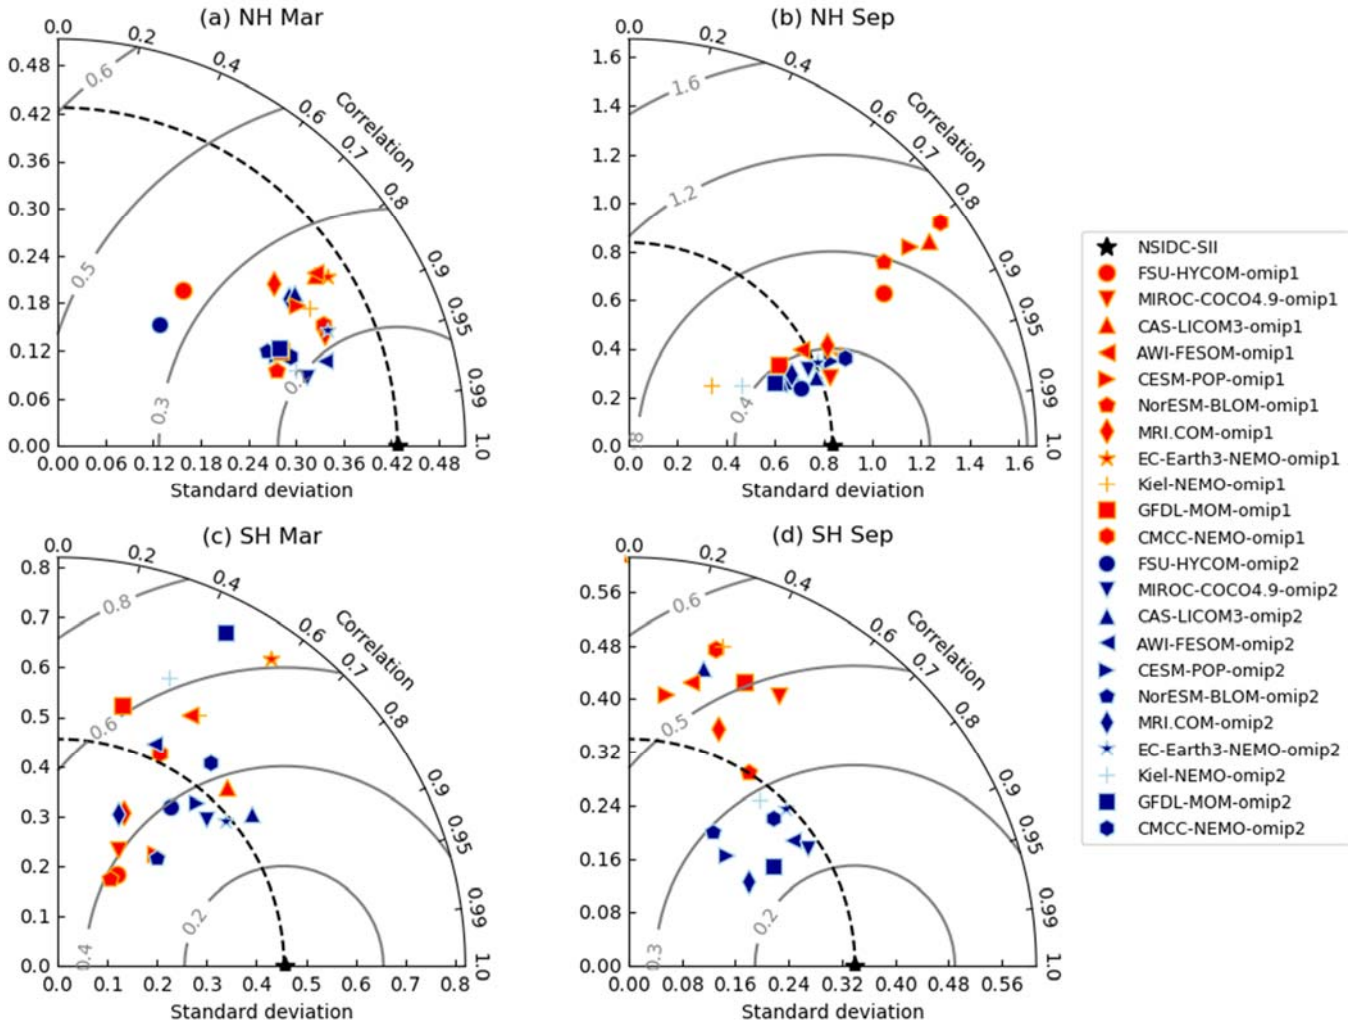 (a) NH Mar
0.0
0.2
0.4
0.6
0.7
0.8
0.9
0.95
0.99
1.0
Correlation
0.48
0.42
0.36
0.30
0.24
0.18
0.12
0.06
0.00
0.6
0.5
0.3
0.00 0.06 0.12 0.18 0.24 0.30 0.36 0.42 0.48
Standard deviation
(b) NH Sep
0.0
0.2
0.4
0.6
0.7
0.8
0.9
0.95
0.99
1.0
Correlation
1.6
1.4
1.2
1.0
0.8
0.6
0.4
0.2
0.0
1.6
1.2
0.4
0.0 0.2 0.4 0.6 0.8 1.0 1.2 1.4 1.6
Standard deviation
(c) SH Mar
0.0
0.2
0.4
0.6
0.7
0.8
0.9
0.95
0.99
1.0
Correlation
0.8
0.7
0.6
0.5
0.4
0.3
0.2
0.1
0.0
0.8
0.6
0.4
0.2
0.0 0.1 0.2 0.3 0.4 0.5 0.6 0.7 0.8
Standard deviation
(d) SH Sep
0.0
0.2
0.4
0.6
0.7
0.8
0.9
0.95
0.99
1.0
Correlation
0.56
0.48
0.40
0.32
0.24
0.16
0.08
0.00
0.6
0.5
0.3
0.2
0.00 0.08 0.16 0.24 0.32 0.40 0.48 0.56
Standard deviation
NSIDC-SII
FSU-HYCOM-omip1
MIROC-COCO4.9-omip1
CAS-LICOM3-omip1
AWI-FESOM-omip1
CESM-POP-omip1
NorESM-BLOM-omip1
MRI.COM-omip1
EC-Earth3-NEMO-omip1
Kiel-NEMO-omip1
GFDL-MOM-omip1
CMCC-NEMO-omip1
FSU-HYCOM-omip2
MIROC-COCO4.9-omip2
CAS-LICOM3-omip2
AWI-FESOM-omip2
CESM-POP-omip2
NorESM-BLOM-omip2
MRI.COM-omip2
EC-Earth3-NEMO-omip2
Kiel-NEMO-omip2
GFDL-MOM-omip2
CMCC-NEMO-omip2